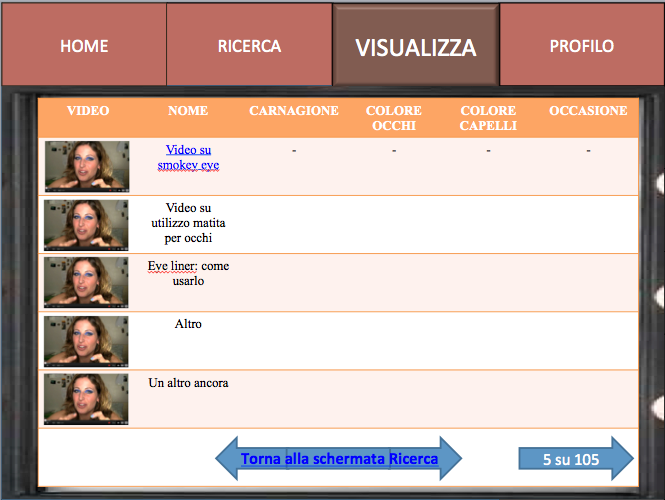 HOME RICERCA VISUALIZZA PROFILO
VIDEO NOME CARNAGIONE COLORE OCCHI COLORE CAPELLI OCCASIONE
Video su
smokey eye
- - - -
Video su
utilizzo matita
per occhi
Eye liner: come
usarlo
Altro
Un altro ancora
Torna alla schermata Ricerca
5 su 105